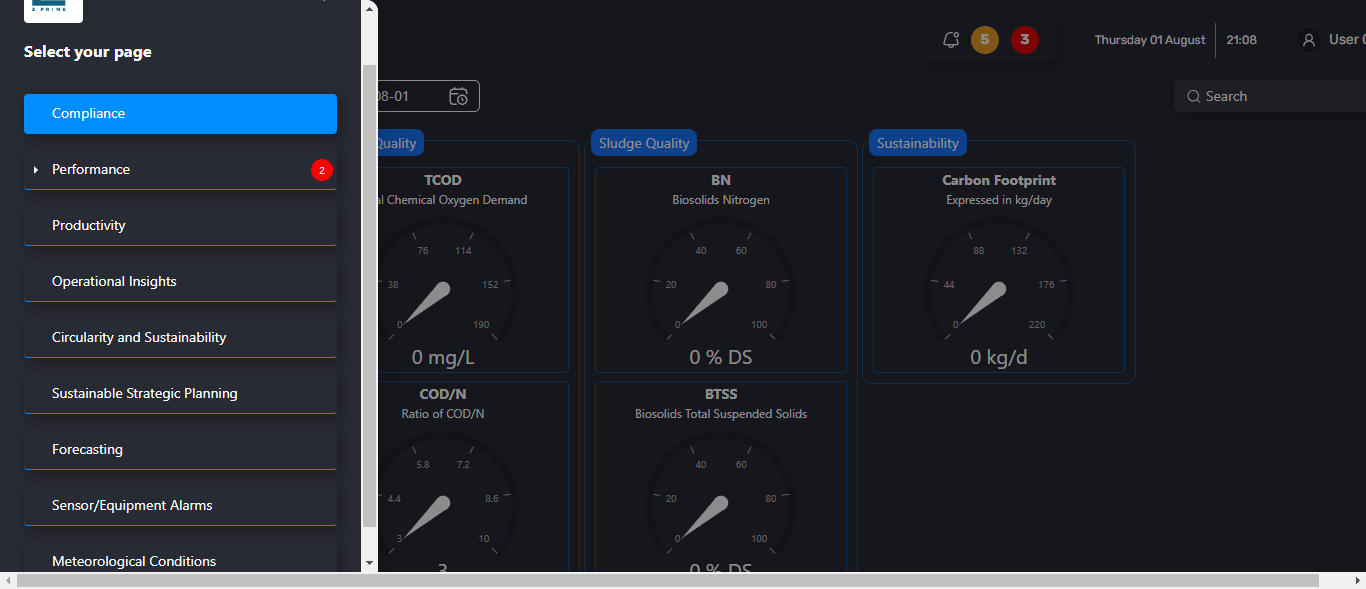 Z PRIME
Select your page
Compliance
Performance
2
Productivity
Operational Insights
Circularity and Sustainability
Sustainable Strategic Planning
Forecasting
Sensor/Equipment Alarms
Meteorological Conditions
5
3
Thursday 01 August
21:08
User
08-01
Search
Quality
TCOD
Chemical Oxygen Demand
0
38
76
114
152
190
0 mg/L
COD/N
Ratio of COD/N
3
4.4
5.8
7.2
8.6
10
3
Sludge Quality
BN
Biosolids Nitrogen
0
20
40
60
80
100
0 % DS
BTSS
Biosolids Total Suspended Solids
0
20
40
60
80
100
0 % DS
Sustainability
Carbon Footprint
Expressed in kg/day
0
44
88
132
176
220
0 kg/d